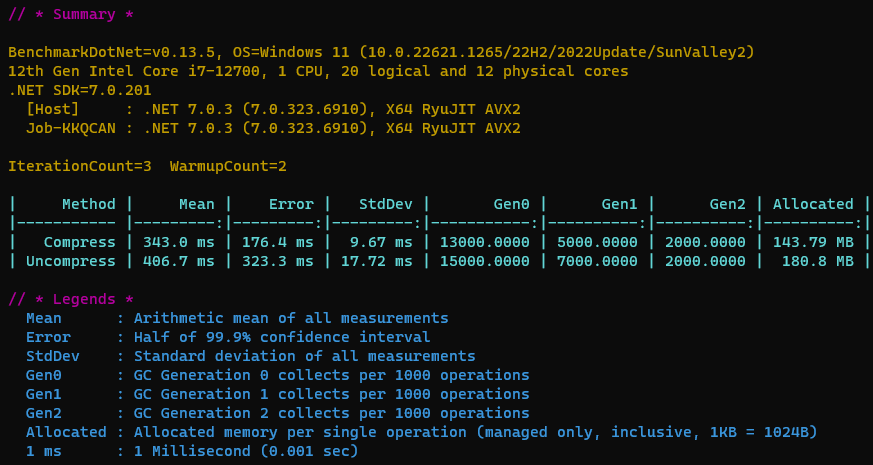 // * Summary *

BenchmarkDotNet=v0.13.5, OS=Windows 11 (10.0.22621.1265/22H2/2022Update/SunValley2)
12th Gen Intel Core i7-12700, 1 CPU, 20 logical and 12 physical cores
.NET SDK=7.0.201
  [Host]     : .NET 7.0.3 (7.0.323.6910), X64 RyuJIT AVX2
  Job-KKQCAN : .NET 7.0.3 (7.0.323.6910), X64 RyuJIT AVX2

IterationCount=3  WarmupCount=2

|     Method |     Mean |    Error |   StdDev |       Gen0 |      Gen1 |      Gen2 | Allocated |
|----------- |---------:|---------:|---------:|-----------:|----------:|----------:|----------:|
|   Compress | 343.0 ms | 176.4 ms |  9.67 ms | 13000.0000 | 5000.0000 | 2000.0000 | 143.79 MB |
| Uncompress | 406.7 ms | 323.3 ms | 17.72 ms | 15000.0000 | 7000.0000 | 2000.0000 |  180.8 MB |

// * Legends *
  Mean      : Arithmetic mean of all measurements
  Error     : Half of 99.9% confidence interval
  StdDev    : Standard deviation of all measurements
  Gen0      : GC Generation 0 collects per 1000 operations
  Gen1      : GC Generation 1 collects per 1000 operations
  Gen2      : GC Generation 2 collects per 1000 operations
  Allocated : Allocated memory per single operation (managed only, inclusive, 1KB = 1024B)
  1 ms      : 1 Millisecond (0.001 sec)